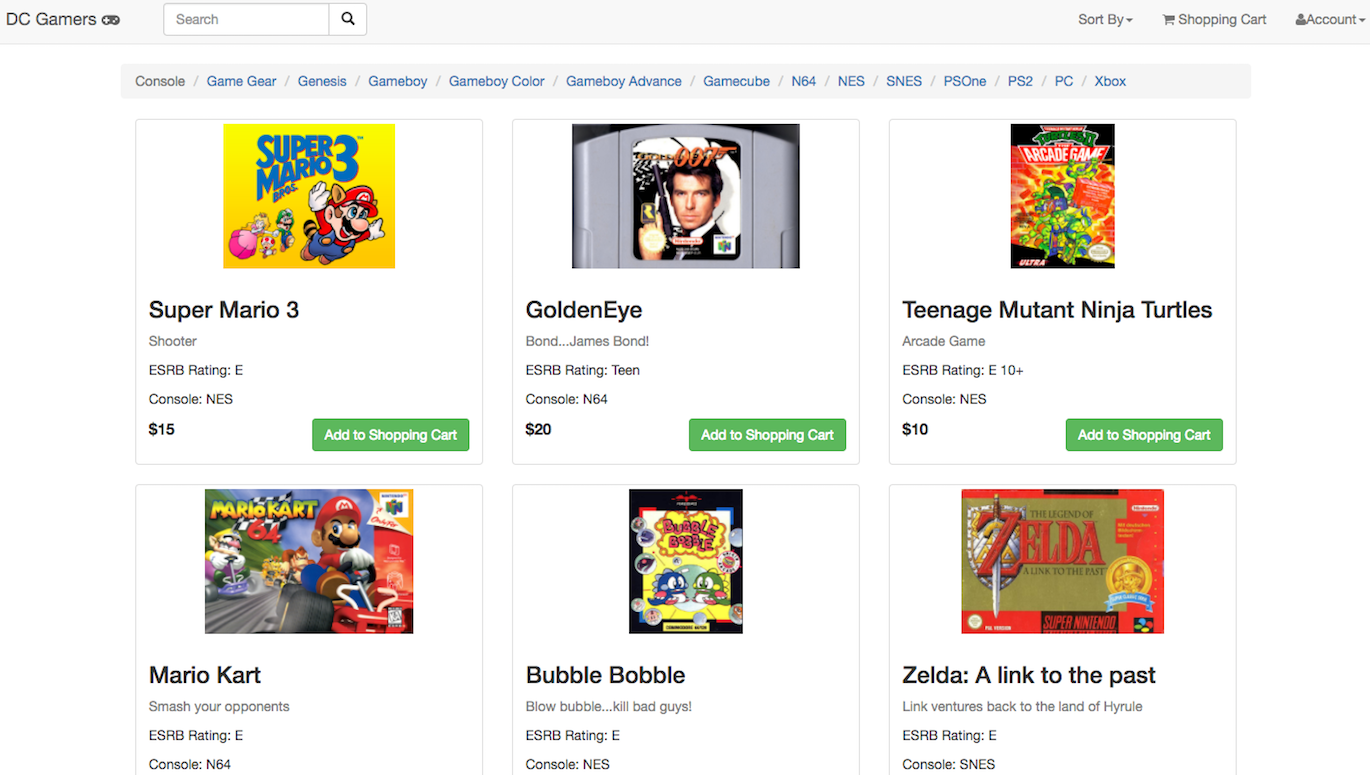 DC Gamers
Search
Sort By
Shopping Cart
Account
Console / Game Gear / Genesis / Gameboy / Gameboy Color / Gameboy Advance / Gamecube / N64 / NES / SNES / PSOne / PS2 / PC / Xbox
SUPER
MARIO 3
BROS.
007
Nintendo
TURTLES II
ARCADE GAME
ULTRA
Super Mario 3
Shooter
ESRB Rating: E
Console: NES
$15
Add to Shopping Cart
GoldenEye
Bond...James Bond!
ESRB Rating: Teen
Console: N64
$20
Add to Shopping Cart
Teenage Mutant Ninja Turtles
Arcade Game
ESRB Rating: E 10+
Console: NES
$10
Add to Shopping Cart
MARIO KART
64
BUBBLE
BOBBLE
THE LEGEND OF
ZELDA
A LINK TO THE PAST
Nintendo
SUPER NINTENDO
Mario Kart
Smash your opponents
ESRB Rating: E
Console: N64
Bubble Bobble
Blow bubble...kill bad guys!
ESRB Rating: E
Console: NES
Zelda: A link to the past
Link ventures back to the land of Hyrule
ESRB Rating: E
Console: SNES